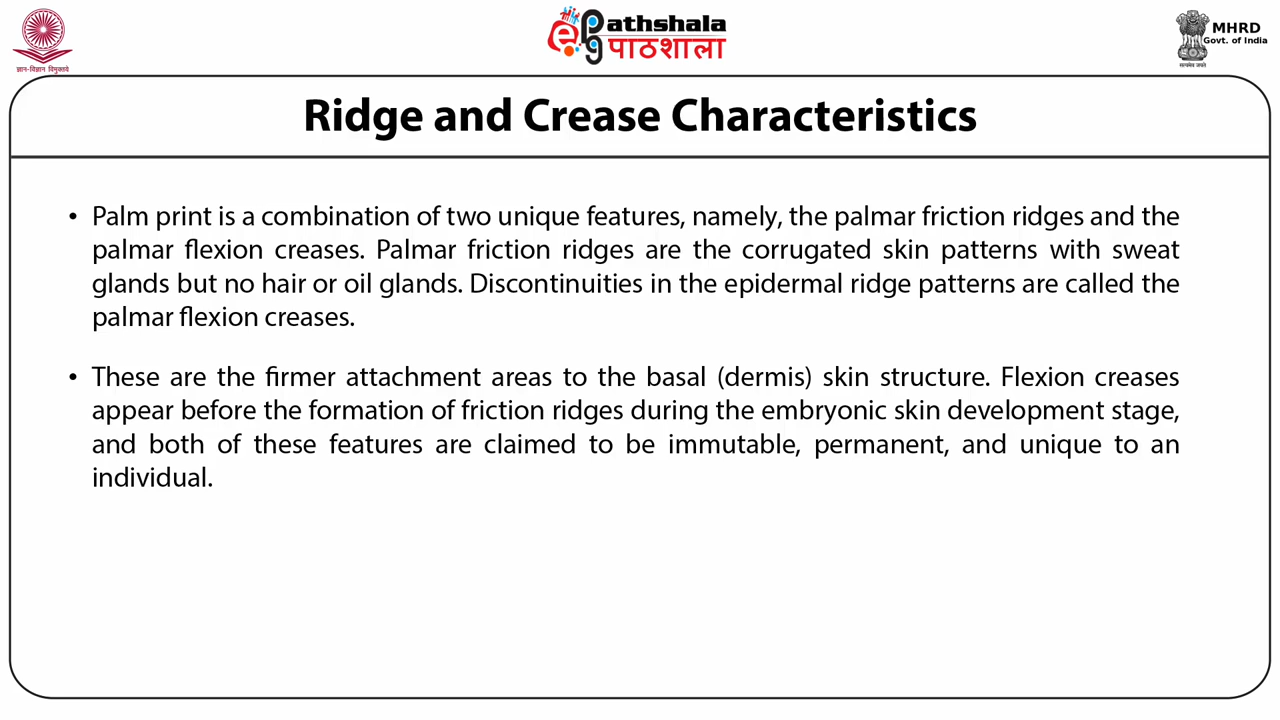 ज्ञान-विज्ञान विमुक्तये
ePathshala
पाठशाला
MHRD
Govt. of India
सत्यमेव जयते
Ridge and Crease Characteristics
• Palm print is a combination of two unique features, namely, the palmar friction ridges and the
palmar flexion creases. Palmar friction ridges are the corrugated skin patterns with sweat
glands but no hair or oil glands. Discontinuities in the epidermal ridge patterns are called the
palmar flexion creases.
• These are the firmer attachment areas to the basal (dermis) skin structure. Flexion creases
appear before the formation of friction ridges during the embryonic skin development stage,
and both of these features are claimed to be immutable, permanent, and unique to an
individual.